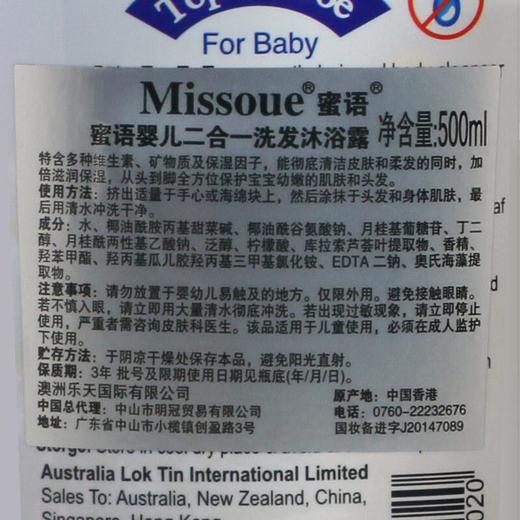 Top
For Baby
Missoue® 蜜语® 净含量:500ml
蜜语婴儿二合一洗发沐浴露
特含多种维生素、矿物质及保湿因子，能彻底清洁皮肤和柔发的同时，加
倍滋润保湿，从头到脚全方位保护宝宝幼嫩的肌肤和头发。
使用方法：挤出适量于手心或海绵块上，然后涂抹于头发和身体肌肤，最
后用清水冲洗干净。
成分：水、椰油酰胺丙基甜菜碱、椰油酰谷氨酸钠、月桂基葡糖苷、丁二
醇、月桂酰两性基乙酸钠、泛醇、柠檬酸、库拉索芦荟叶提取物、香精、
羟苯甲酯、羟丙基瓜儿胶羟丙基三甲基氯化铵、EDTA 二钠、奥氏海藻提
取物。
注意事项：请勿放置于婴幼儿易触及的地方。仅限外用。避免接触眼睛。
若不慎入眼，请立即用大量清水彻底冲洗。若出现过敏现象，请立即停止
使用，严重者需咨询皮肤科医生。该品适用于儿童使用，必须在成人监护
下使用。
贮存方法：于阴凉干燥处保存本品，避免阳光直射。
保质期：3年 批号及限期使用日期见瓶底(年/月/日)。
澳洲乐天国际有限公司 原产地：中国香港
中国总代理：中山市明冠贸易有限公司 电话：0760-22232676
地址：广东省中山市小榄镇创盈路3号 国妆备进字J20147089
Australia Lok Tin International Limited
Sales To: Australia, New Zealand, China,
Singapore, Hong Kong
020